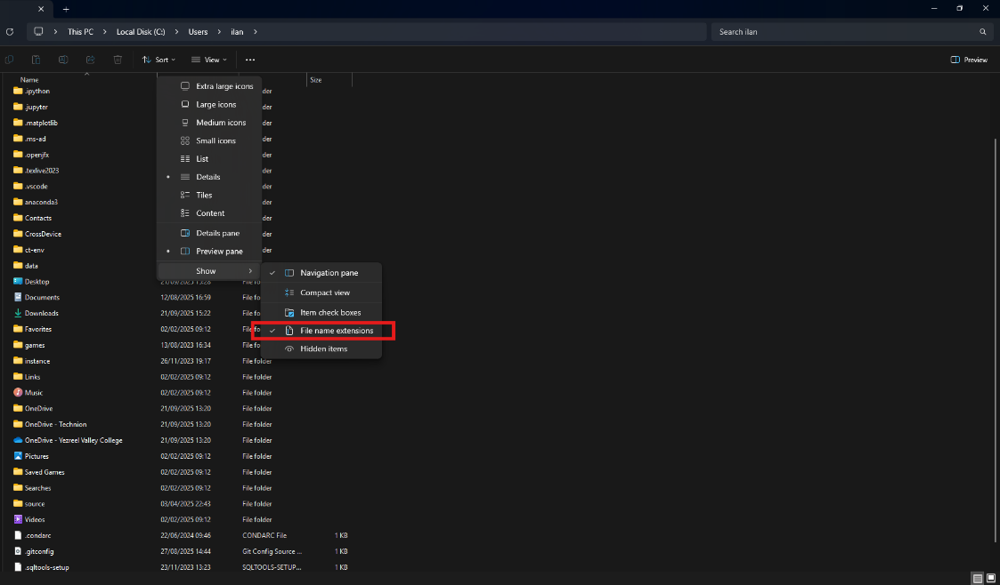 This PC > Local Disk (C:) > Users > ilan >
Search ilan
Sort
View
Preview
Name
Size
.ipython der
.jupyter der
.matplotlib der
.ms-ad der
.openjfx der
.texlive2023 der
.vscode der
anaconda3 der
Contacts der
CrossDevice der
ct-env der
data
Desktop 21/09/2025 13:28 File fo
Documents 12/08/2025 16:59 File fo
Downloads 21/09/2025 15:22 File fo
Favorites 02/02/2025 09:12 File fo
games 13/08/2023 16:34 File fo
instance 26/11/2023 19:17 File folder
Links 02/02/2025 09:12 File folder
Music 02/02/2025 09:12 File folder
OneDrive 21/09/2025 13:20 File folder
OneDrive - Technion 21/09/2025 13:20 File folder
OneDrive - Yezreel Valley College 21/09/2025 13:20 File folder
Pictures 02/02/2025 09:12 File folder
Saved Games 02/02/2025 09:12 File folder
Searches 02/02/2025 09:12 File folder
source 03/04/2025 22:43 File folder
Videos 02/02/2025 09:12 File folder
.condarc 22/06/2024 09:46 CONDARC File 1 KB
.gitconfig 27/08/2025 14:44 Git Config Source ... 1 KB
.sqltools-setup 23/11/2023 13:23 SQLTOOLS-SETUP... 1 KB
Extra large icons
Large icons
Medium icons
Small icons
List
Details
Tiles
Content
Details pane
Preview pane
Show
Navigation pane
Compact view
Item check boxes
File name extensions
Hidden items